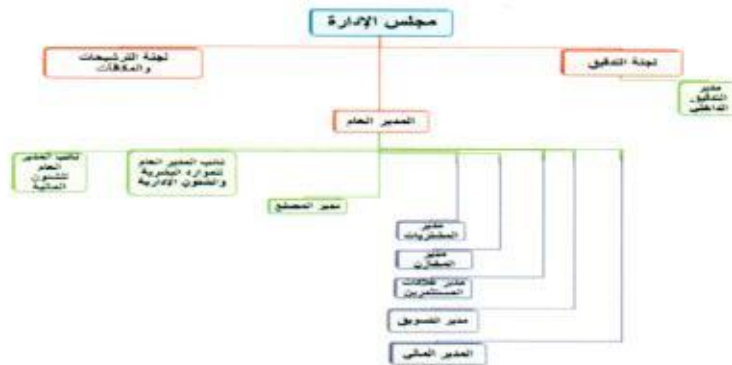 مجلس الإدارة
لجنة الترشيحات
والمكافآت
لجنة التدقيق
مدير
التدقيق
الداخلي
المدير العام
نائب المدير
العام
للشئون
المالية
نائب المدير العام
للموارد البشرية
والشئون الإدارية
مدير المصنع
مدير
المشتريات
مدير
المخازن
مدير علاقات
المستثمرين
مدير التسويق
المدير المالي